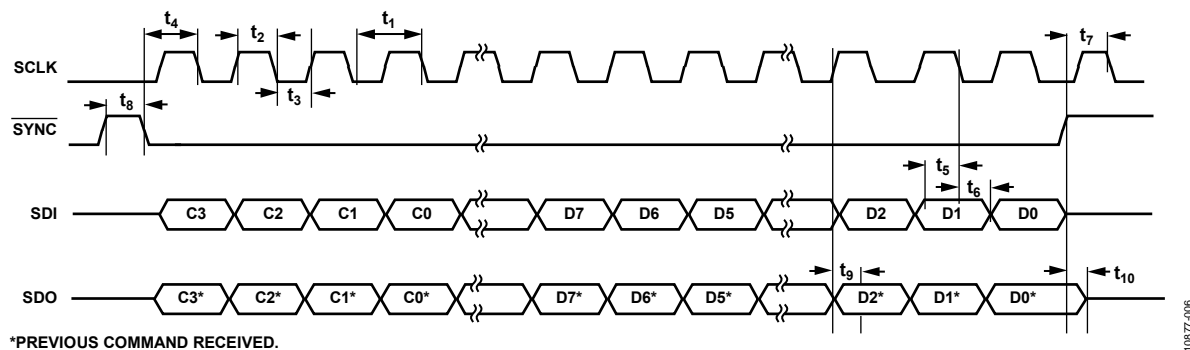 t4 t2 t1 t7
SCLK
t3
t8
SYNC
t5
t6
SDI C3 C2 C1 C0 D7 D6 D5 D2 D1 D0
t9 t10
SDO C3* C2* C1* C0* D7* D6* D5* D2* D1* D0*
*PREVIOUS COMMAND RECEIVED.
10877-006